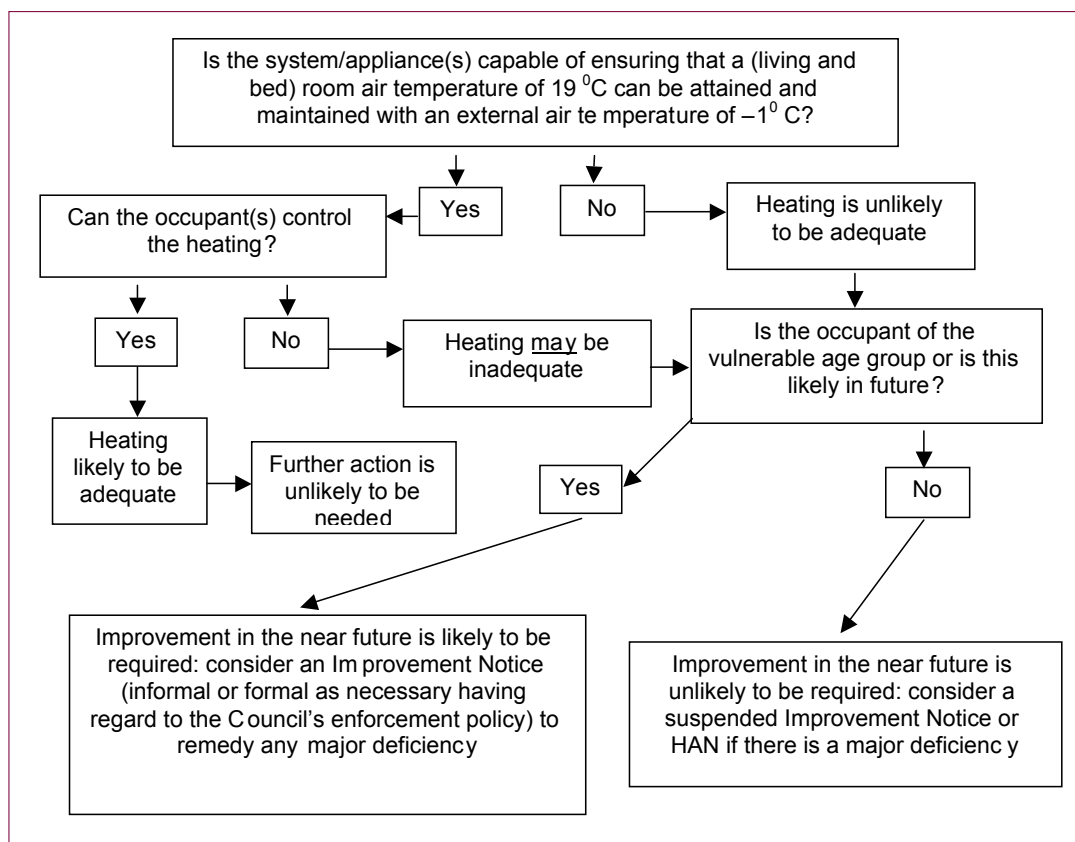 Is the system/appliance(s) capable of ensuring that a (living and
bed) room air temperature of 19 ⁰C can be attained and
maintained with an external air te mperature of –1⁰ C?
Yes
No
Can the occupant(s) control
the heating?
Heating is unlikely
to be adequate
Yes
No
Heating may be
inadequate
Is the occupant of the
vulnerable age group or is this
likely in future?
Heating
likely to be
adequate
Further action is
unlikely to be
needed
Yes
No
Improvement in the near future is likely to be
required: consider an Im provement Notice
(informal or formal as necessary having
regard to the C ouncil’s enforcement policy) to
remedy any major deficiency
Improvement in the near future is
unlikely to be required: consider a
suspended Improvement Notice or
HAN if there is a major deficienc y